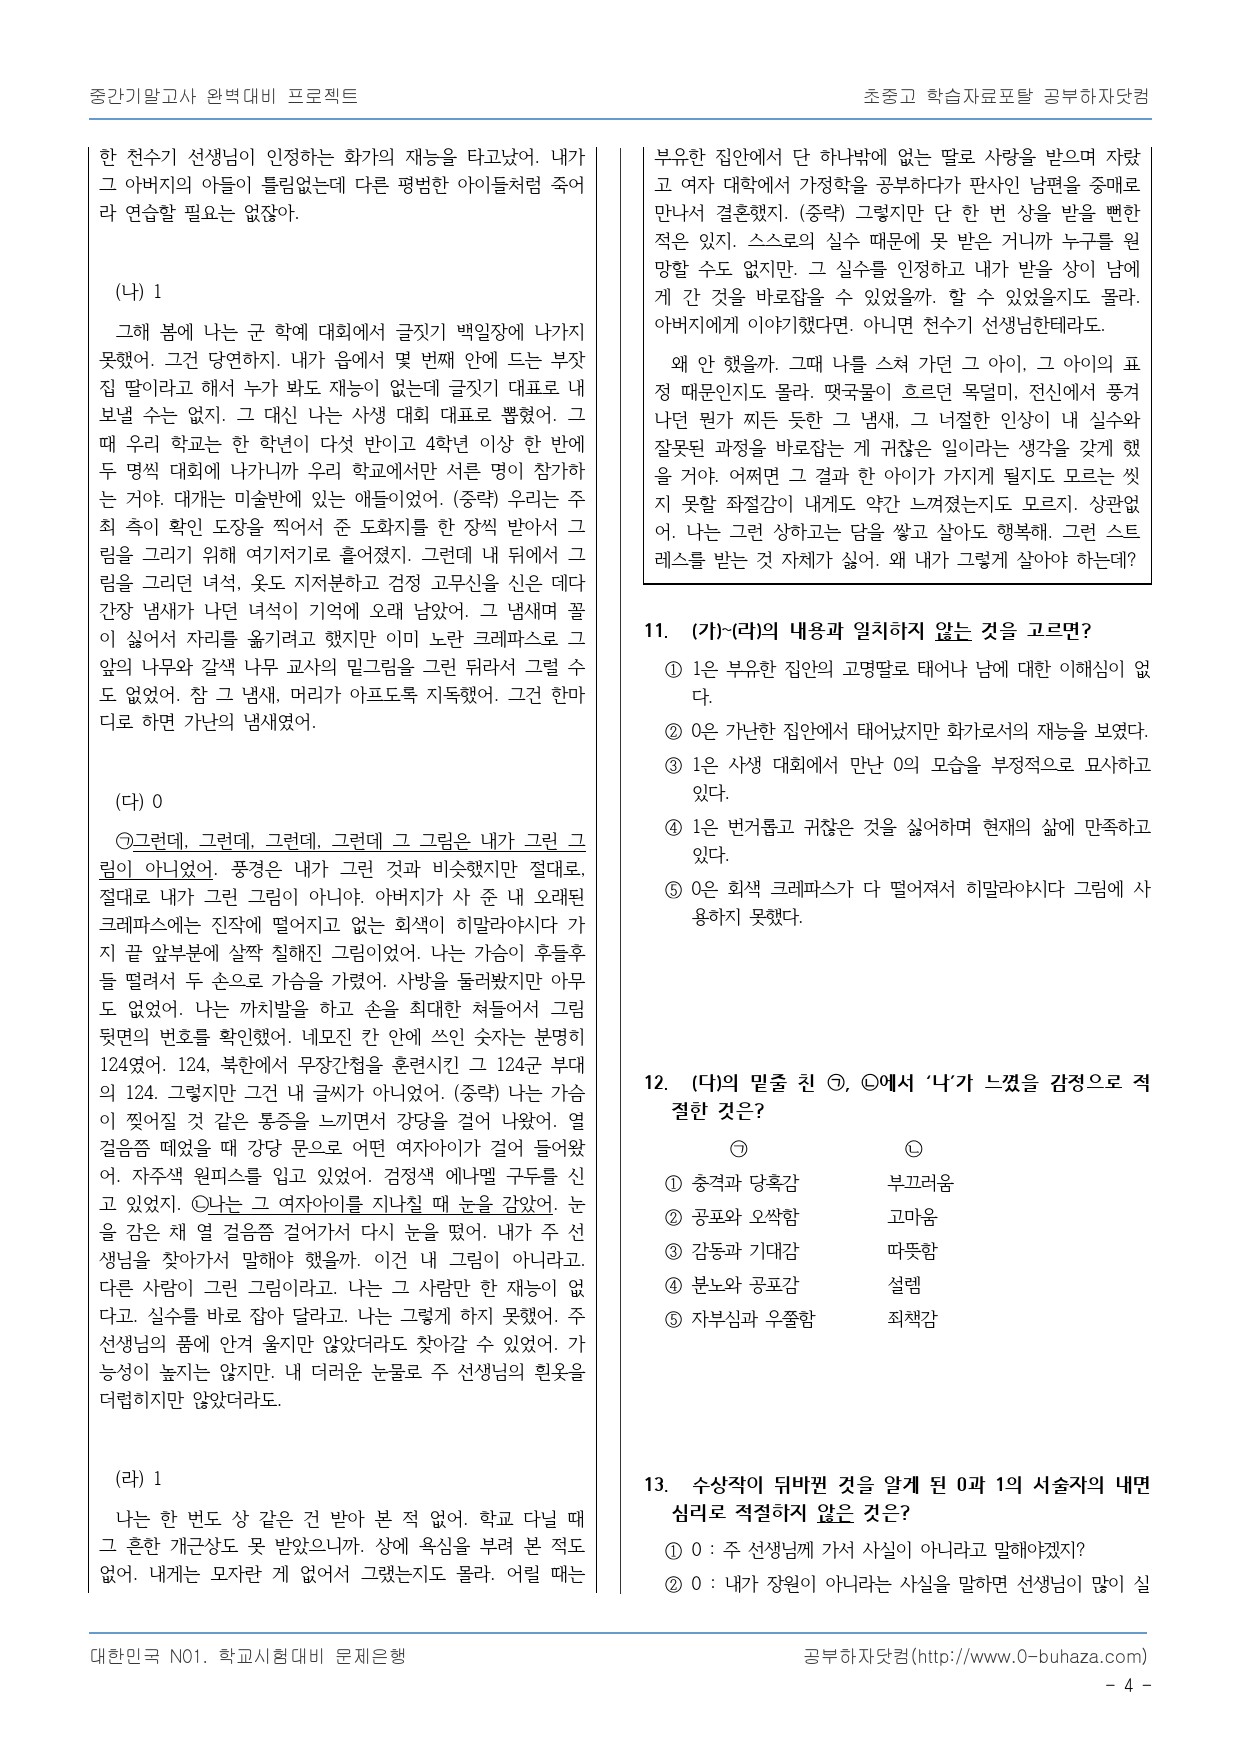 중간기말고사 완벽대비 프로젝트
초중고 학습자료포탈 공부하자닷컴
한 천수기 선생님이 인정하는 화가의 재능을 타고났어. 내가
그 아버지의 아들이 틀림없는데 다른 평범한 아이들처럼 죽어
라 연습할 필요는 없잖아.
(나) 1
그해 봄에 나는 군 학예 대회에서 글짓기 백일장에 나가지
못했어. 그건 당연하지. 내가 읍에서 몇 번째 안에 드는 부잣
집 딸이라고 해서 누가 봐도 재능이 없는데 글짓기 대표로 내
보낼 수는 없지. 그 대신 나는 사생 대회 대표로 뽑혔어. 그
때 우리 학교는 한 학년이 다섯 반이고 4학년 이상 한 반에
두 명씩 대회에 나가니까 우리 학교에서만 서른 명이 참가하
는 거야. 대개는 미술반에 있는 애들이었어. (중략) 우리는 주
최 측이 확인 도장을 찍어서 준 도화지를 한 장씩 받아서 그
림을 그리기 위해 여기저기로 흩어졌지. 그런데 내 뒤에서 그
림을 그리던 녀석, 옷도 지저분하고 검정 고무신을 신은 데다
간장 냄새가 나던 녀석이 기억에 오래 남았어. 그 냄새며 꼴
이 싫어서 자리를 옮기려고 했지만 이미 노란 크레파스로 그
앞의 나무와 갈색 나무 교사의 밑그림을 그린 뒤라서 그럴 수
도 없었어. 참 그 냄새, 머리가 아프도록 지독했어. 그건 한마
디로 하면 가난의 냄새였어.
(다) 0
㉠그런데, 그런데, 그런데, 그런데 그 그림은 내가 그린 그
림이 아니었어. 풍경은 내가 그린 것과 비슷했지만 절대로,
절대로 내가 그린 그림이 아니야. 아버지가 사 준 내 오래된
크레파스에는 진작에 떨어지고 없는 회색이 히말라야시다 가
지 끝 앞부분에 살짝 칠해진 그림이었어. 나는 가슴이 후들후
들 떨려서 두 손으로 가슴을 가렸어. 사방을 둘러봤지만 아무
도 없었어. 나는 까치발을 하고 손을 최대한 쳐들어서 그림
뒷면의 번호를 확인했어. 네모진 칸 안에 쓰인 숫자는 분명히
124였어. 124, 북한에서 무장간첩을 훈련시킨 그 124군 부대
의 124. 그렇지만 그건 내 글씨가 아니었어. (중략) 나는 가슴
이 찢어질 것 같은 통증을 느끼면서 강당을 걸어 나왔어. 열
걸음쯤 떼었을 때 강당 문으로 어떤 여자아이가 걸어 들어왔
어. 자주색 원피스를 입고 있었어. 검정색 에나멜 구두를 신
고 있었지. ㉡나는 그 여자아이를 지나칠 때 눈을 감았어. 눈
을 감은 채 열 걸음쯤 걸어가서 다시 눈을 떴어. 내가 주 선
생님을 찾아가서 말해야 했을까. 이건 내 그림이 아니라고.
다른 사람이 그린 그림이라고. 나는 그 사람만 한 재능이 없
다고. 실수를 바로 잡아 달라고. 나는 그렇게 하지 못했어. 주
선생님의 품에 안겨 울지만 않았더라도 찾아갈 수 있었어. 가
능성이 높지는 않지만. 내 더러운 눈물로 주 선생님의 흰옷을
더럽히지만 않았더라도.
(라) 1
나는 한 번도 상 같은 건 받아 본 적 없어. 학교 다닐 때
그 흔한 개근상도 못 받았으니까. 상에 욕심을 부려 본 적도
없어. 내게는 모자란 게 없어서 그랬는지도 몰라. 어릴 때는
부유한 집안에서 단 하나밖에 없는 딸로 사랑을 받으며 자랐
고 여자 대학에서 가정학을 공부하다가 판사인 남편을 중매로
만나서 결혼했지. (중략) 그렇지만 단 한 번 상을 받을 뻔한
적은 있지. 스스로의 실수 때문에 못 받은 거니까 누구를 원
망할 수도 없지만. 그 실수를 인정하고 내가 받을 상이 남에
게 간 것을 바로잡을 수 있었을까. 할 수 있었을지도 몰라.
아버지에게 이야기했다면. 아니면 천수기 선생님한테라도.
왜 안 했을까. 그때 나를 스쳐 가던 그 아이, 그 아이의 표
정 때문인지도 몰라. 땟국물이 흐르던 목덜미, 전신에서 풍겨
나던 뭔가 찌든 듯한 그 냄새, 그 너절한 인상이 내 실수와
잘못된 과정을 바로잡는 게 귀찮은 일이라는 생각을 갖게 했
을 거야. 어쩌면 그 결과 한 아이가 가지게 될지도 모르는 씻
지 못할 좌절감이 내게도 약간 느껴졌는지도 모르지. 상관없
어. 나는 그런 상하고는 담을 쌓고 살아도 행복해. 그런 스트
레스를 받는 것 자체가 싫어. 왜 내가 그렇게 살아야 하는데?
11. (가)~(라)의 내용과 일치하지 않는 것을 고르면?
① 1은 부유한 집안의 고명딸로 태어나 남에 대한 이해심이 없
다.
② 0은 가난한 집안에서 태어났지만 화가로서의 재능을 보였다.
③ 1은 사생 대회에서 만난 0의 모습을 부정적으로 묘사하고
있다.
④ 1은 번거롭고 귀찮은 것을 싫어하며 현재의 삶에 만족하고
있다.
⑤ 0은 회색 크레파스가 다 떨어져서 히말라야시다 그림에 사
용하지 못했다.
12. (다)의 밑줄 친 ㉠, ㉡에서 ‘나’가 느꼈을 감정으로 적
절한 것은?
㉠ ㉡
① 충격과 당혹감 부끄러움
② 공포와 오싹함 고마움
③ 감동과 기대감 따뜻함
④ 분노와 공포감 설렘
⑤ 자부심과 우쭐함 죄책감
13. 수상작이 뒤바뀐 것을 알게 된 0과 1의 서술자의 내면
심리로 적절하지 않은 것은?
① 0 : 주 선생님께 가서 사실이 아니라고 말해야겠지?
② 0 : 내가 장원이 아니라는 사실을 말하면 선생님이 많이 실
대한민국 N01. 학교시험대비 문제은행
공부하자닷컴(http://www.0-buhaza.com)
- 4 -